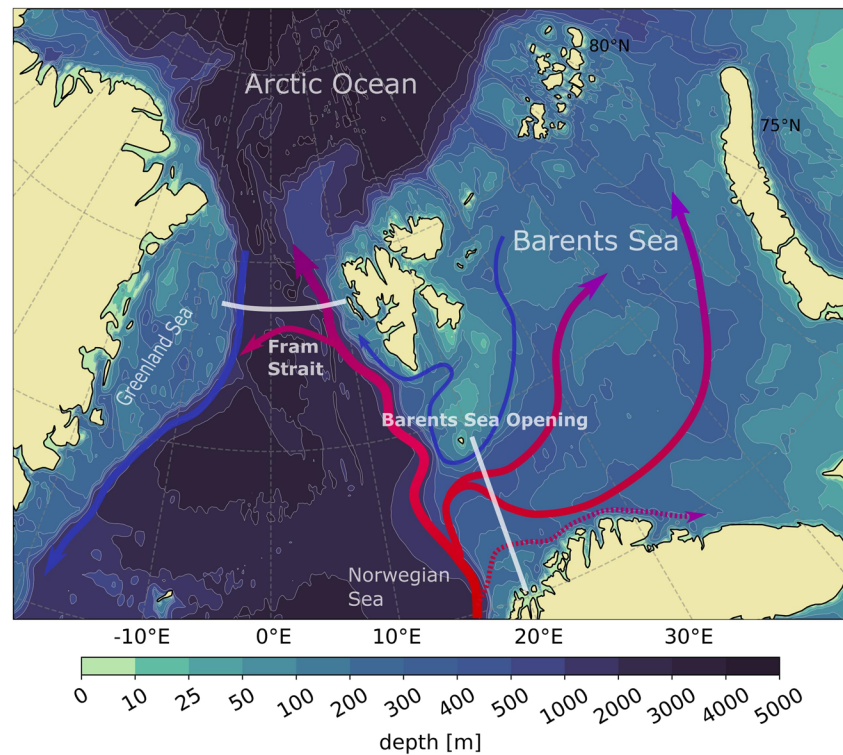 80°N
Arctic Ocean
75°N
Barents Sea
Greenland Sea
Fram
Strait
Barents Sea Opening
Norwegian
Sea
-10°E 0°E 10°E 20°E 30°E
0 10 25 50 100 200 300 400 500 1000 2000 3000 4000 5000
depth [m]